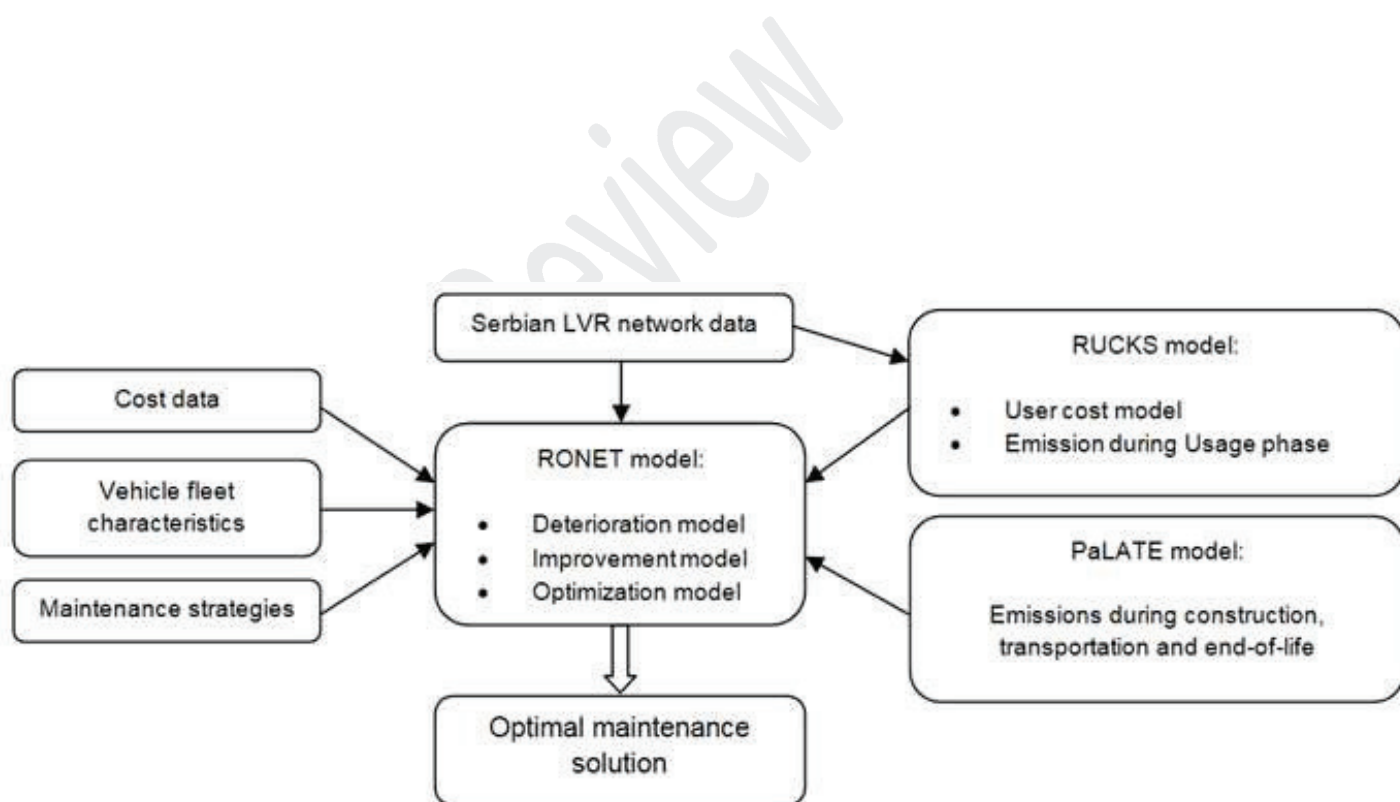 Review
Serbian LVR network data
Cost data
Vehicle fleet
characteristics
Maintenance strategies
RONET model:
• Deterioration model
• Improvement model
• Optimization model
RUCKS model:
• User cost model
• Emission during Usage phase
PaLATE model:
Emissions during construction,
transportation and end-of-life
Optimal maintenance
solution